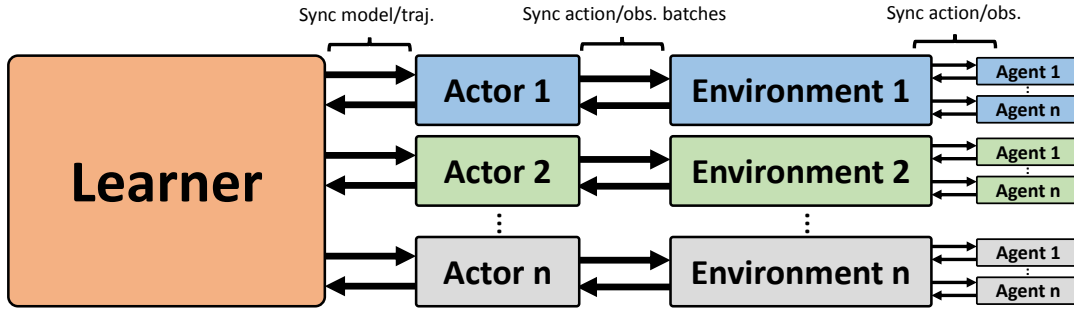 Sync model/traj.
Sync action/obs. batches
Sync action/obs.
Learner
Actor 1
Environment 1
Agent 1
Agent n
Actor 2
Environment 2
Agent 1
Agent n
Actor n
Environment n
Agent 1
Agent n